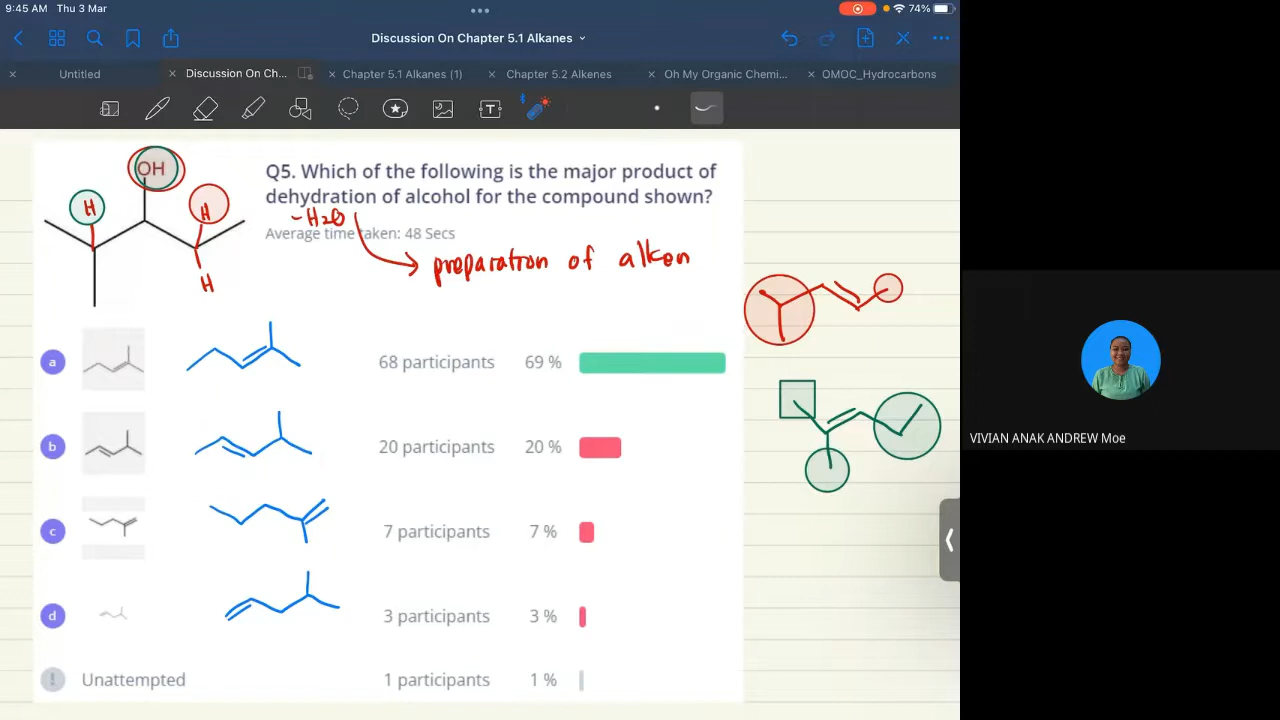 9:45 AM Thu 3 Mar
74%
Discussion On Chapter 5.1 Alkanes
Untitled
Discussion On Ch...
Chapter 5.1 Alkanes (1)
Chapter 5.2 Alkenes
Oh My Organic Chemi...
OMOC_Hydrocarbons
T
OH
H
H
H
Q5. Which of the following is the major product of
dehydration of alcohol for the compound shown?
- H2O
Average time taken: 48 Secs
preparation of alken
a 68 participants 69 %
b 20 participants 20 %
c 7 participants 7 %
d 3 participants 3 %
! Unattempted 1 participants 1 %
VIVIAN ANAK ANDREW Moe